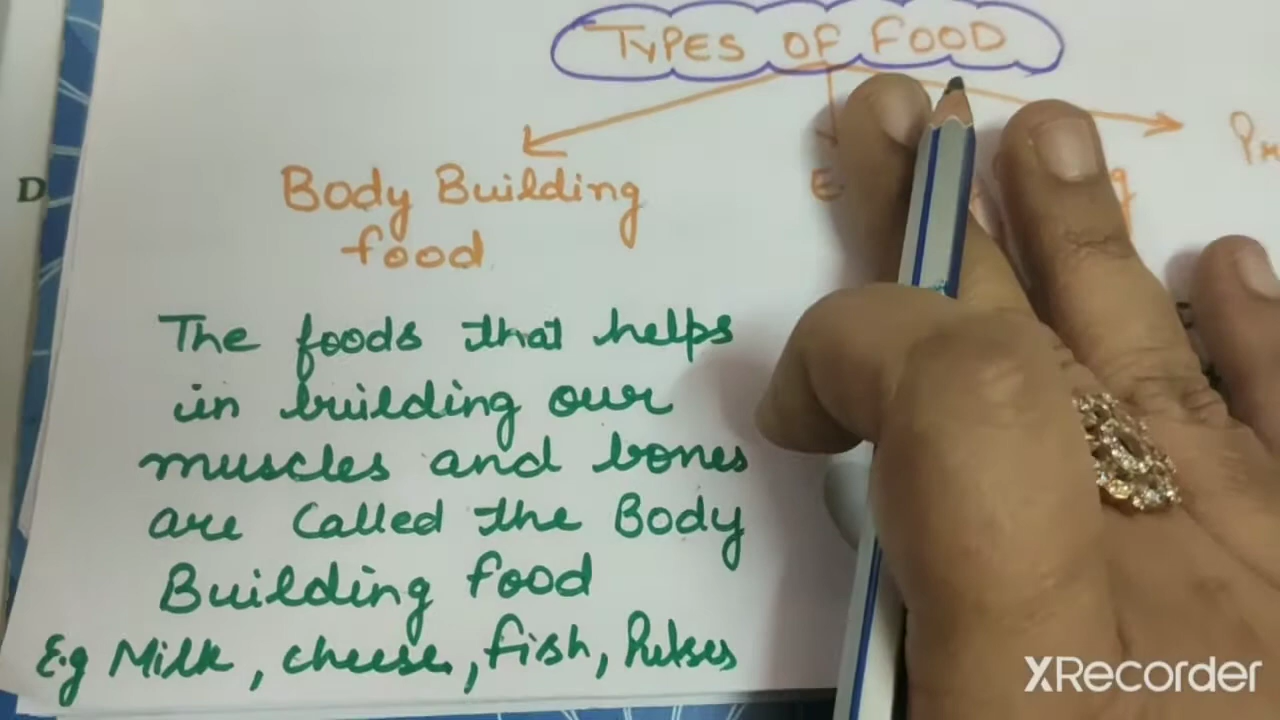 TYPES OF FOOD
D
Body Building
food
The foods that helps
in building our
muscles and bones
are called the Body
Building food
E.g Milk, cheese, fish, Pulses
XRecorder